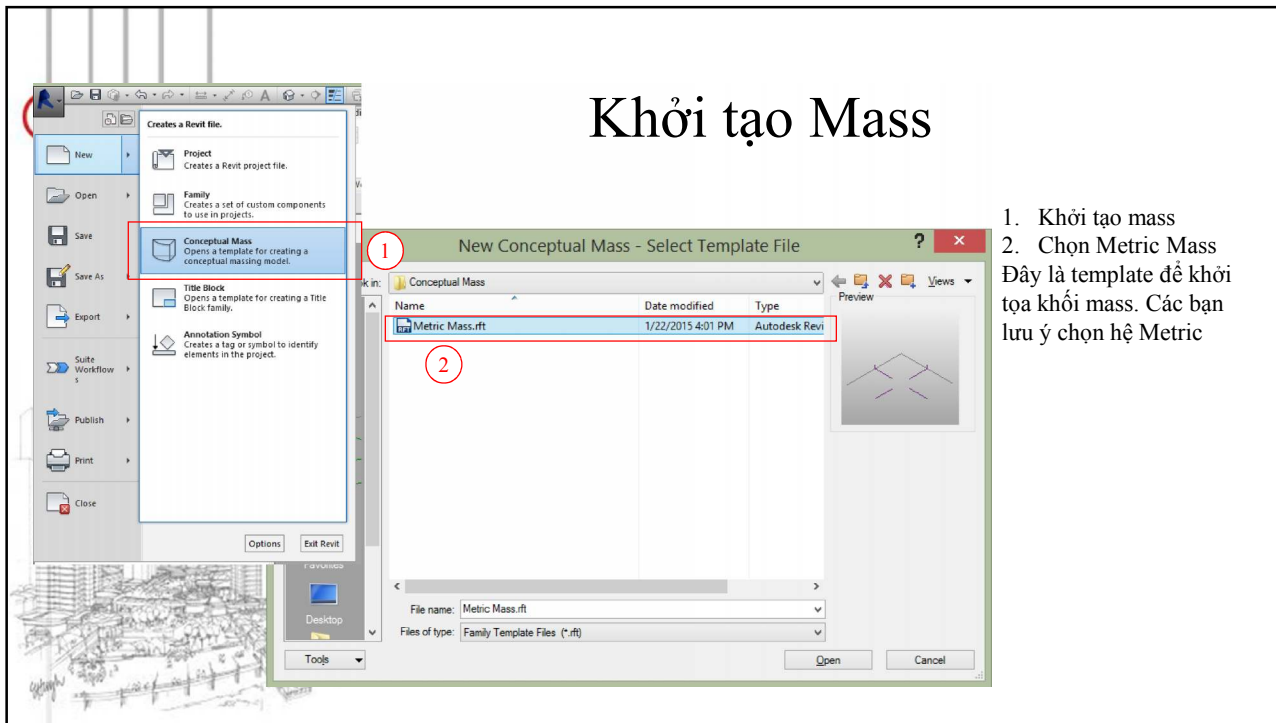 Khởi tạo Mass
Creates a Revit file.
New
Project
Creates a Revit project file.
Open
Family
Creates a set of custom components
to use in projects.
Save
Conceptual Mass
Opens a template for creating a
conceptual massing model.
Save As
Title Block
Opens a template for creating a Title
Block family.
Export
Annotation Symbol
Creates a tag or symbol to identify
elements in the project.
Suite
Workflow
s
Publish
Print
Close
Options
Exit Revit
1
New Conceptual Mass - Select Template File
?
k in:
Conceptual Mass
Views
Name
Date modified
Type
Preview
Metric Mass.rft
1/22/2015 4:01 PM
Autodesk Revi
2
Desktop
File name:
Metric Mass.rft
Files of type:
Family Template Files (*.rft)
Tools
Open
Cancel
1. Khởi tạo mass
2. Chọn Metric Mass
Đây là template để khởi
tọa khối mass. Các bạn
lưu ý chọn hệ Metric